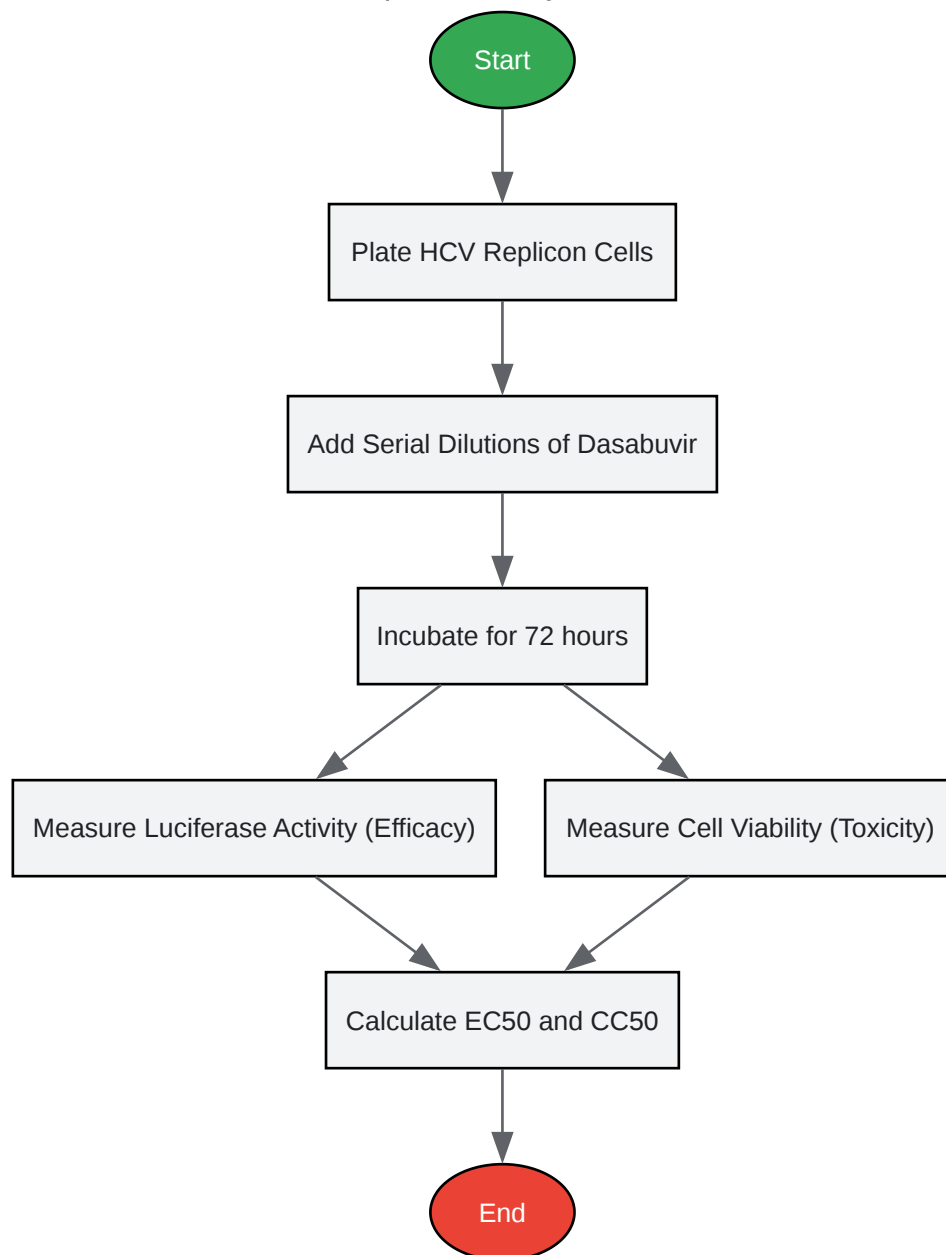 Start
Plate HCV Replicon Cells
Add Serial Dilutions of Dasabuvir
Incubate for 72 hours
Measure Luciferase Activity (Efficacy)
Measure Cell Viability (Toxicity)
Calculate EC50 and CC50
End